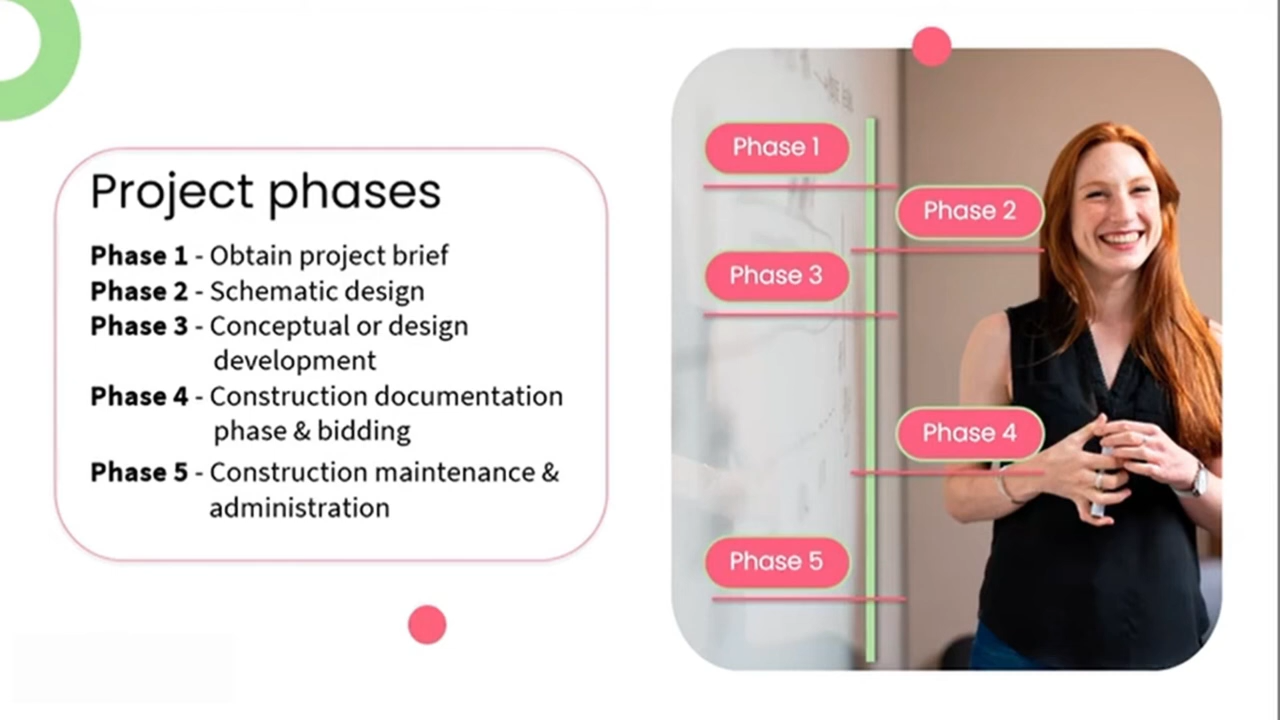 Project phases
Phase 1 - Obtain project brief
Phase 2 - Schematic design
Phase 3 - Conceptual or design
development
Phase 4 - Construction documentation
phase & bidding
Phase 5 - Construction maintenance &
administration
Phase 1
Phase 2
Phase 3
Phase 4
Phase 5